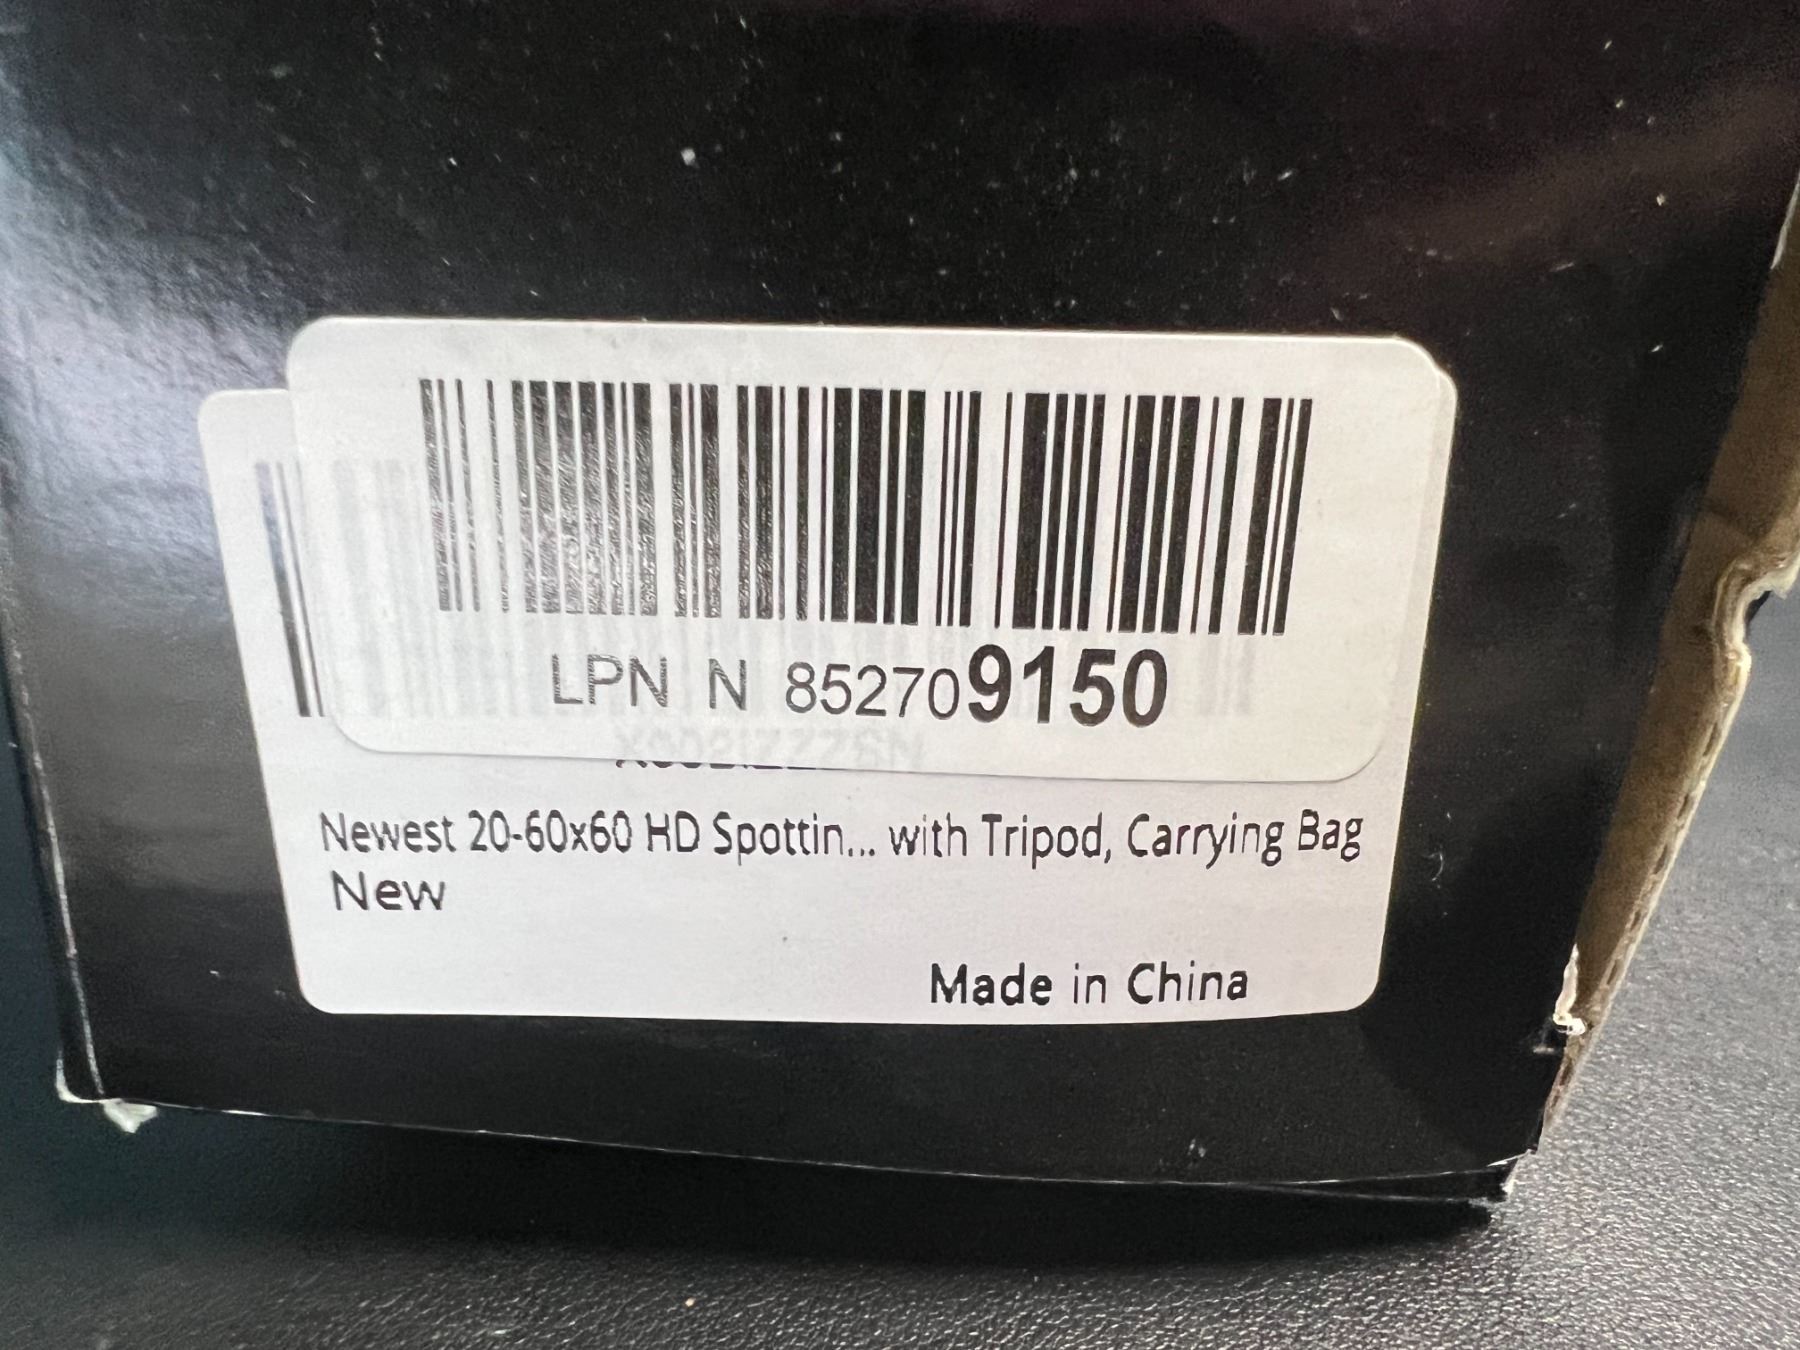 LPN N 852709150
Newest 20-60x60 HD Spottin... with Tripod, Carrying Bag
New
Made in China